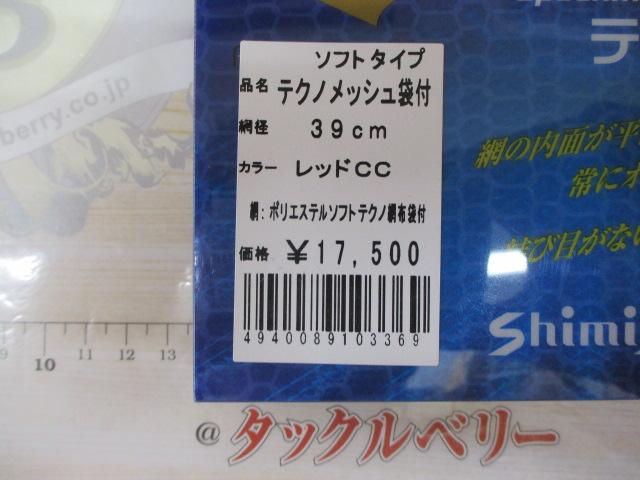 berry.co.jp
テ
ソフトタイプ
品名 テクノメッシュ袋付
網径 39cm
カラー レッドCC
網：ポリエステルソフトテクノ網布袋付
価格 ￥17,500
4940089103369
網の内面が平
常にオ
結び目がない
Shimi
9 10 11 12 13
@タックルベリー